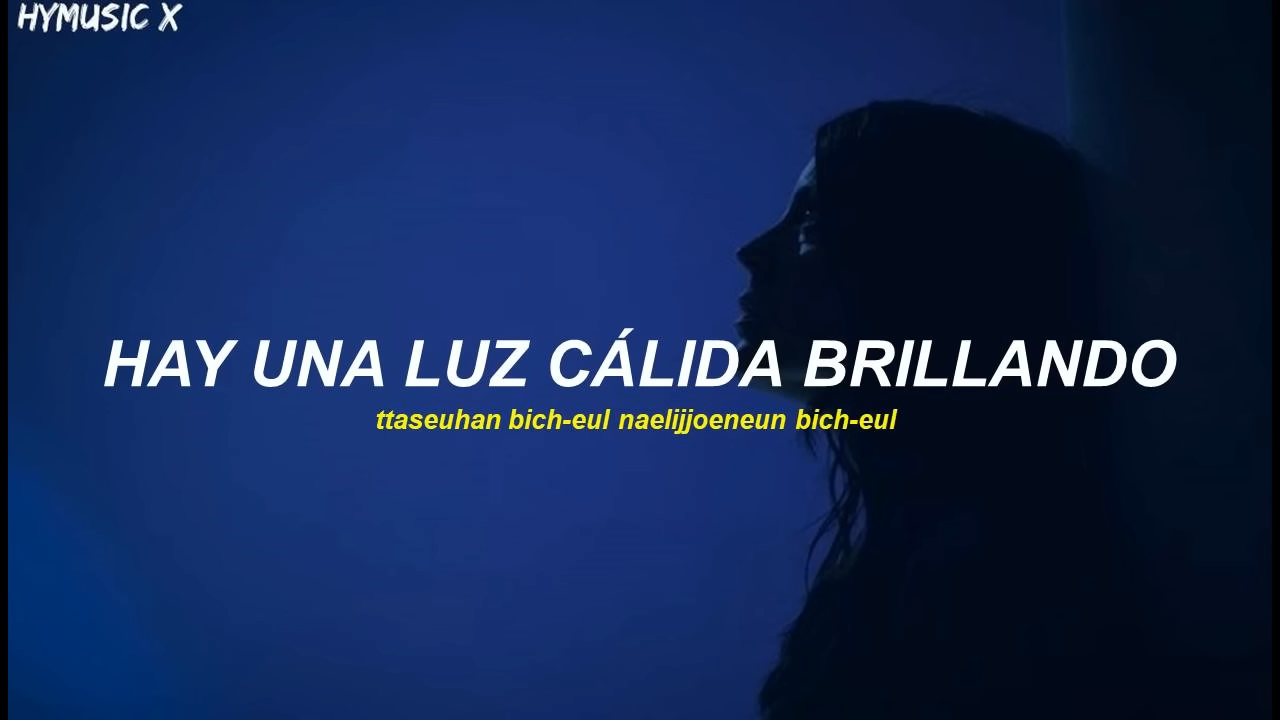 HYMUSIC X
HAY UNA LUZ CÁLIDA BRILLANDO
ttaseuhan bich-eul naelijjoeneun bich-eul